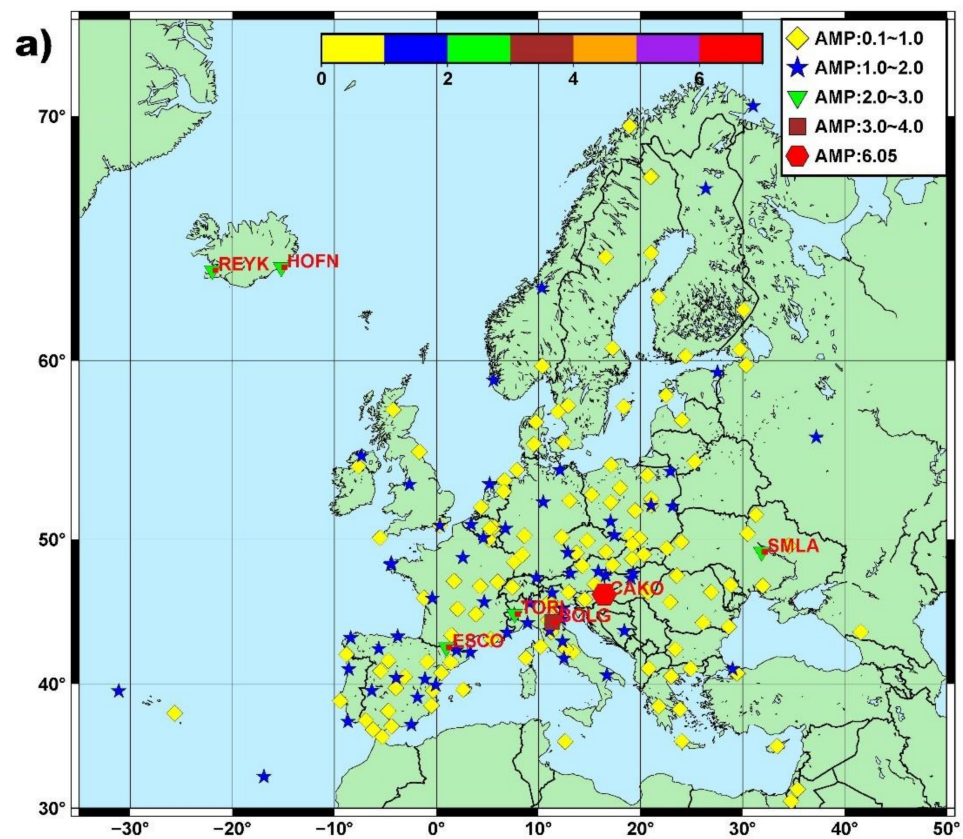 a)
0 2 4 6
AMP:0.1~1.0
AMP:1.0~2.0
AMP:2.0~3.0
AMP:3.0~4.0
AMP:6.05
70°
REYK HOFN
60°
50°
SMLA
CAKO
TORI
BOLG
ESCO
40°
30°
−30° −20° −10° 0° 10° 20° 30° 40° 50°